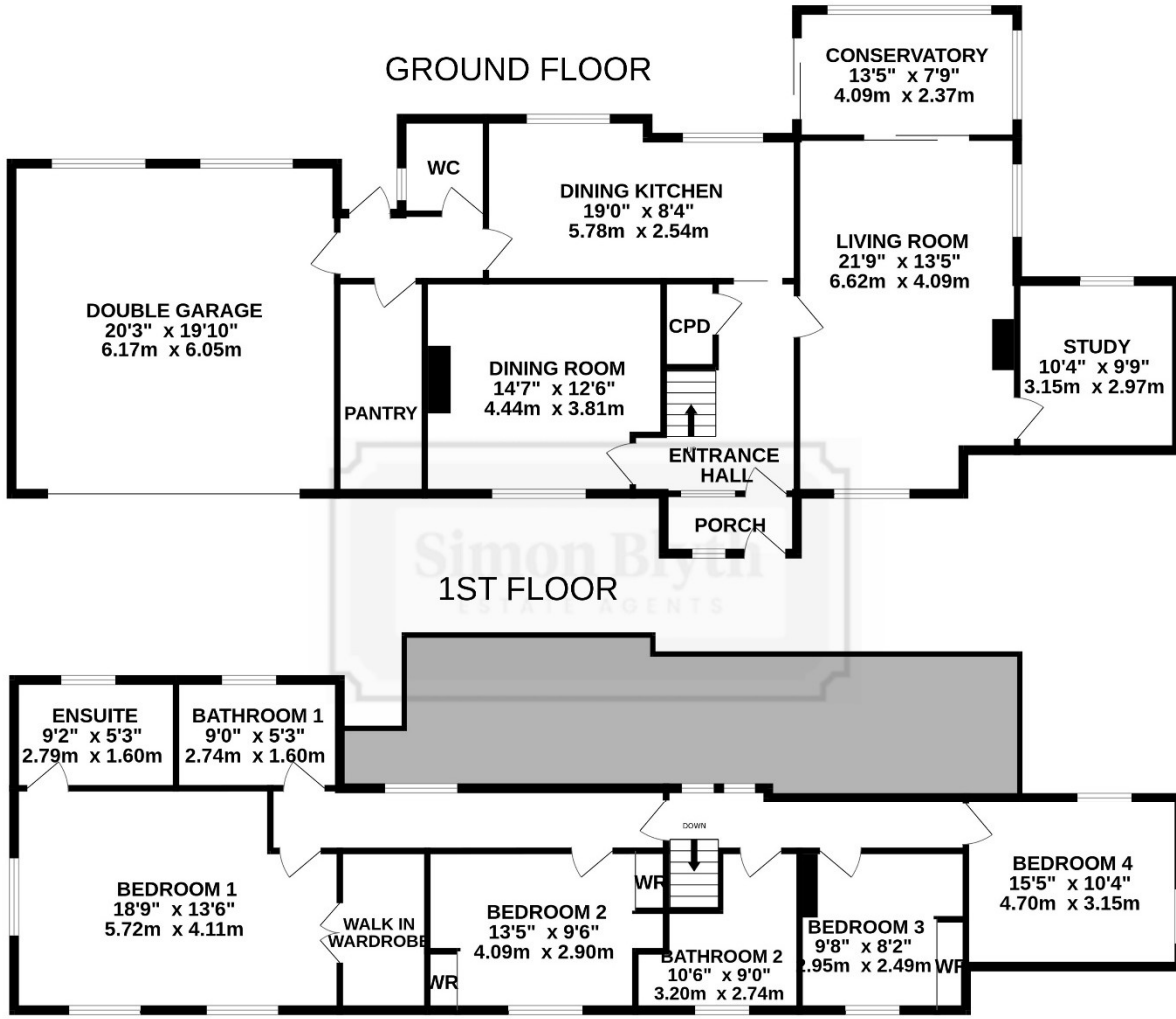 GROUND FLOOR
CONSERVATORY
13'5" x 7'9"
4.09m x 2.37m
WC
DINING KITCHEN
19'0" x 8'4"
5.78m x 2.54m
LIVING ROOM
21'9" x 13'5"
6.62m x 4.09m
DOUBLE GARAGE
20'3" x 19'10"
6.17m x 6.05m
CPD
STUDY
10'4" x 9'9"
3.15m x 2.97m
DINING ROOM
14'7" x 12'6"
4.44m x 3.81m
PANTRY
ENTRANCE
HALL
PORCH
Simon Blyth
ESTATE AGENTS
1ST FLOOR
ENSUITE
9'2" x 5'3"
2.79m x 1.60m
BATHROOM 1
9'0" x 5'3"
2.74m x 1.60m
DOWN
BEDROOM 1
18'9" x 13'6"
5.72m x 4.11m
WALK IN
WARDROBE
WR
BEDROOM 2
13'5" x 9'6"
4.09m x 2.90m
WR
BATHROOM 2
10'6" x 9'0"
3.20m x 2.74m
BEDROOM 3
9'8" x 8'2"
2.95m x 2.49m
WR
BEDROOM 4
15'5" x 10'4"
4.70m x 3.15m